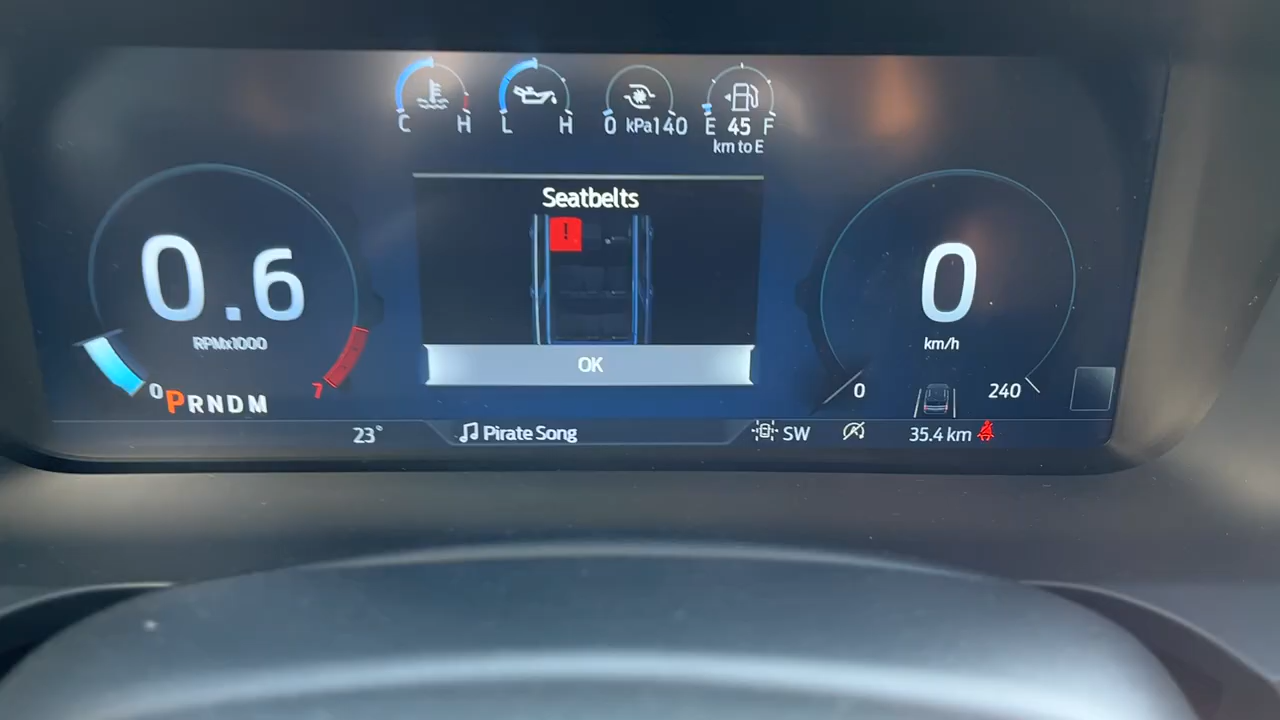 C H L H 0 kPa 140 E 45 F
km to E
Seatbelts
!
0.6
RPMx1000
0 7
PRNDM
OK
0
km/h
0 240
23°
Pirate Song
SW
35.4 km